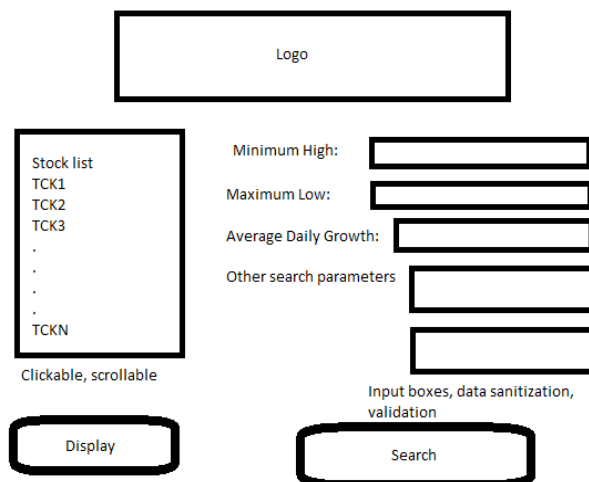 Logo
Stock list
TCK1
TCK2
TCK3
.
.
.
.
TCKN
Clickable, scrollable
Display
Minimum High:
Maximum Low:
Average Daily Growth:
Other search parameters
Input boxes, data sanitization,
validation
Search